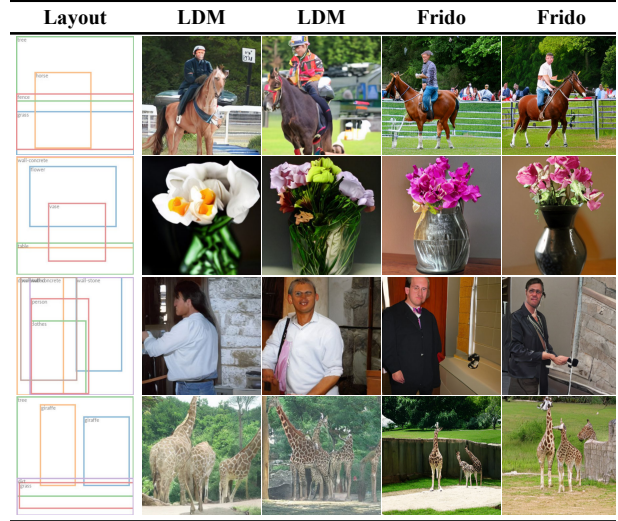 Layout LDM LDM Frido Frido
tree
horse
fence
grass
wall-concrete
flower
vase
table
wall-stone
person
clothes
tree
giraffe
giraffe
grass